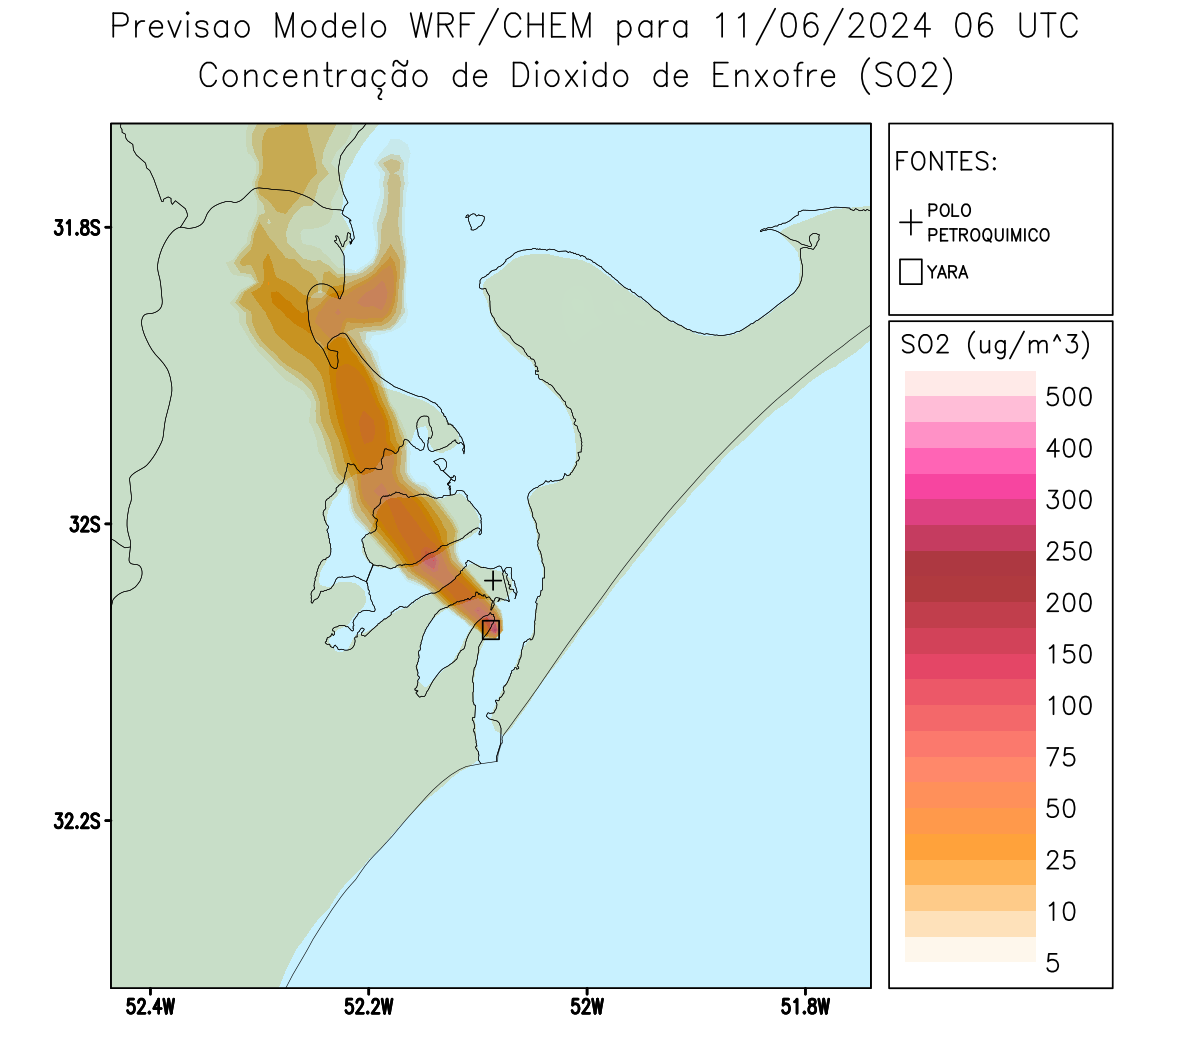 Previsao Modelo WRF/CHEM para 11/06/2024 06 UTC
Concentração de Dioxido de Enxofre (SO2)
FONTES:
POLO
PETROQUIMICO
YARA
SO2 (ug/m^3)
500
400
300
250
200
150
100
75
50
25
10
5
31.8S
32S
32.2S
52.4W
52.2W
52W
51.8W